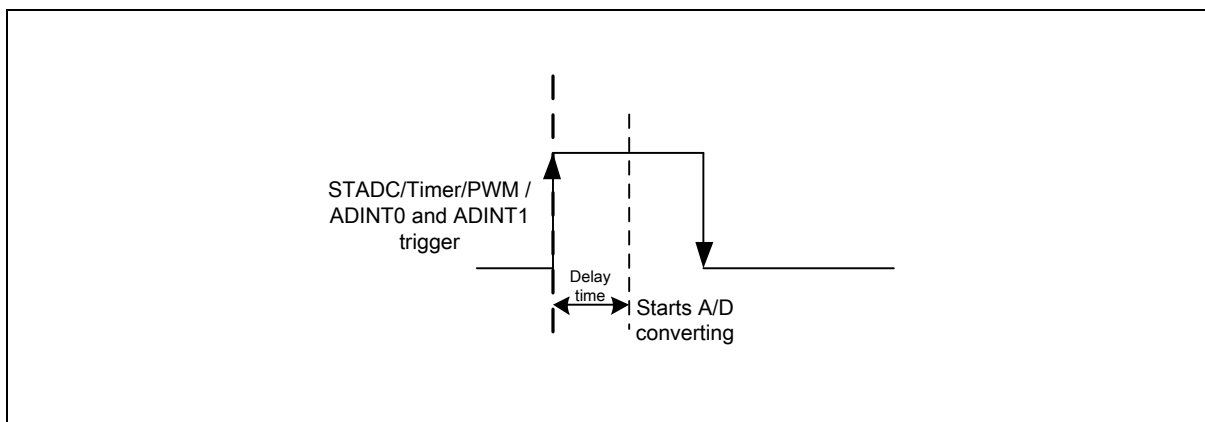 STADC/Timer/PWM /
ADINT0 and ADINT1
trigger
Delay
time
Starts A/D
converting